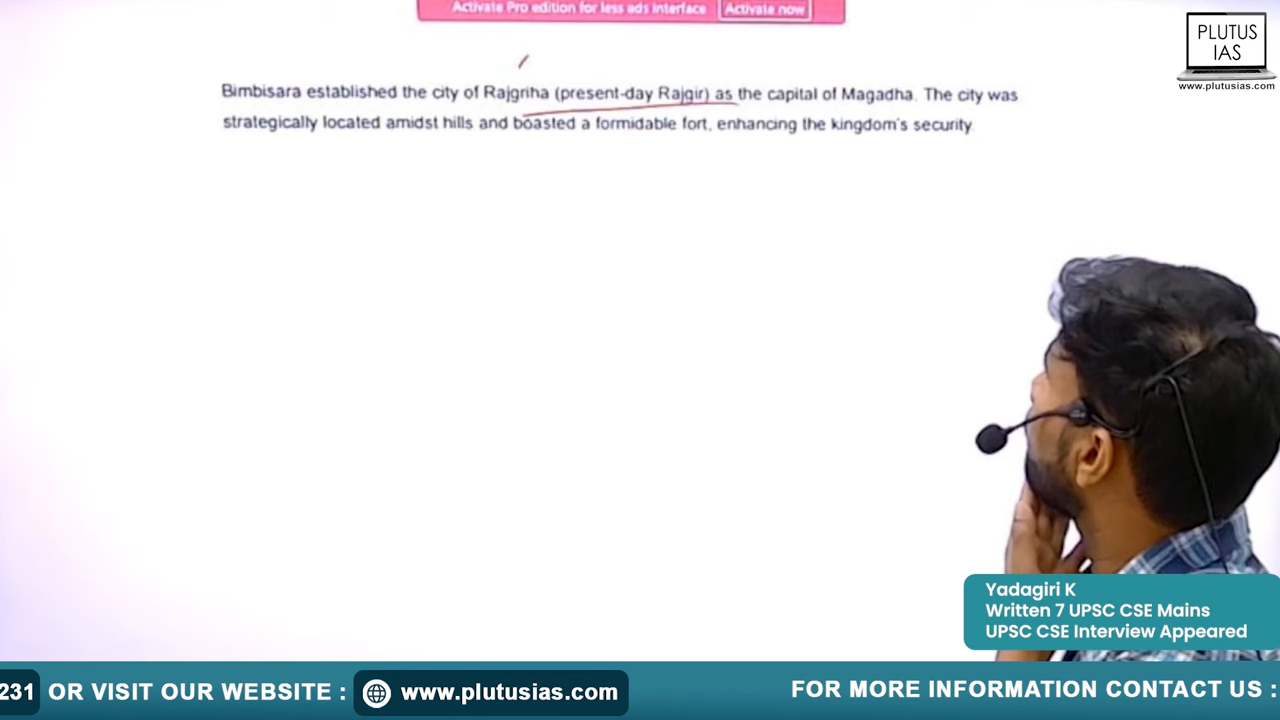 Activate Pro edition for less ads interface Activate now
PLUTUS
IAS
www.plutusias.com
Bimbisara established the city of Rajgriha (present-day Rajgir) as the capital of Magadha. The city was
strategically located amidst hills and boasted a formidable fort, enhancing the kingdom's security.
Yadagiri K
Written 7 UPSC CSE Mains
UPSC CSE Interview Appeared
231 OR VISIT OUR WEBSITE : www.plutusias.com FOR MORE INFORMATION CONTACT US :